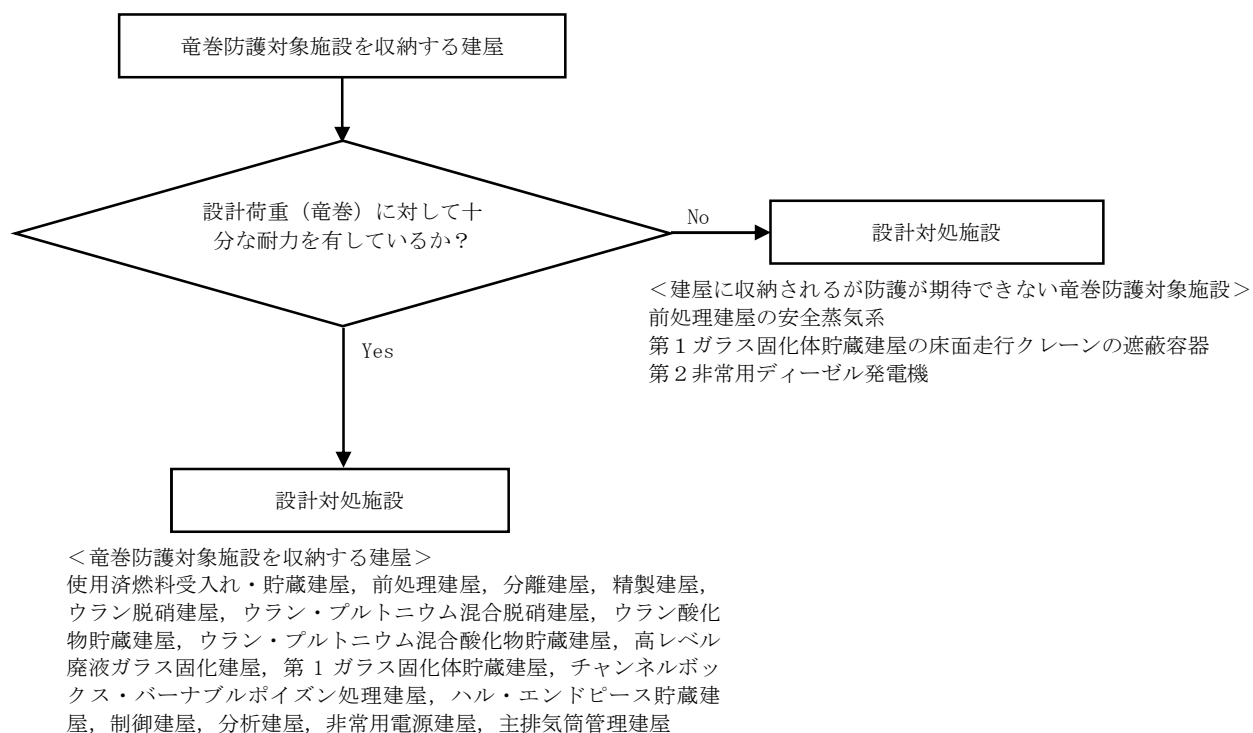 竜巻防護対象施設を収納する建屋
設計荷重（竜巻）に対して十
分な耐力を有しているか？
No
設計対処施設
＜建屋に収納されるが防護が期待できない竜巻防護対象施設＞
前処理建屋の安全蒸気系
第１ガラス固化体貯蔵建屋の床面走行クレーンの遮蔽容器
第２非常用ディーゼル発電機
Yes
設計対処施設
＜竜巻防護対象施設を収納する建屋＞
使用済燃料受入れ・貯蔵建屋，前処理建屋，分離建屋，精製建屋，
ウラン脱硝建屋，ウラン・プルトニウム混合脱硝建屋，ウラン酸化
物貯蔵建屋，ウラン・プルトニウム混合酸化物貯蔵建屋，高レベル
廃液ガラス固化建屋，第 1 ガラス固化体貯蔵建屋，チャンネルボッ
クス・バーナブルポイズン処理建屋，ハル・エンドピース貯蔵建
屋，制御建屋，分析建屋，非常用電源建屋，主排気筒管理建屋